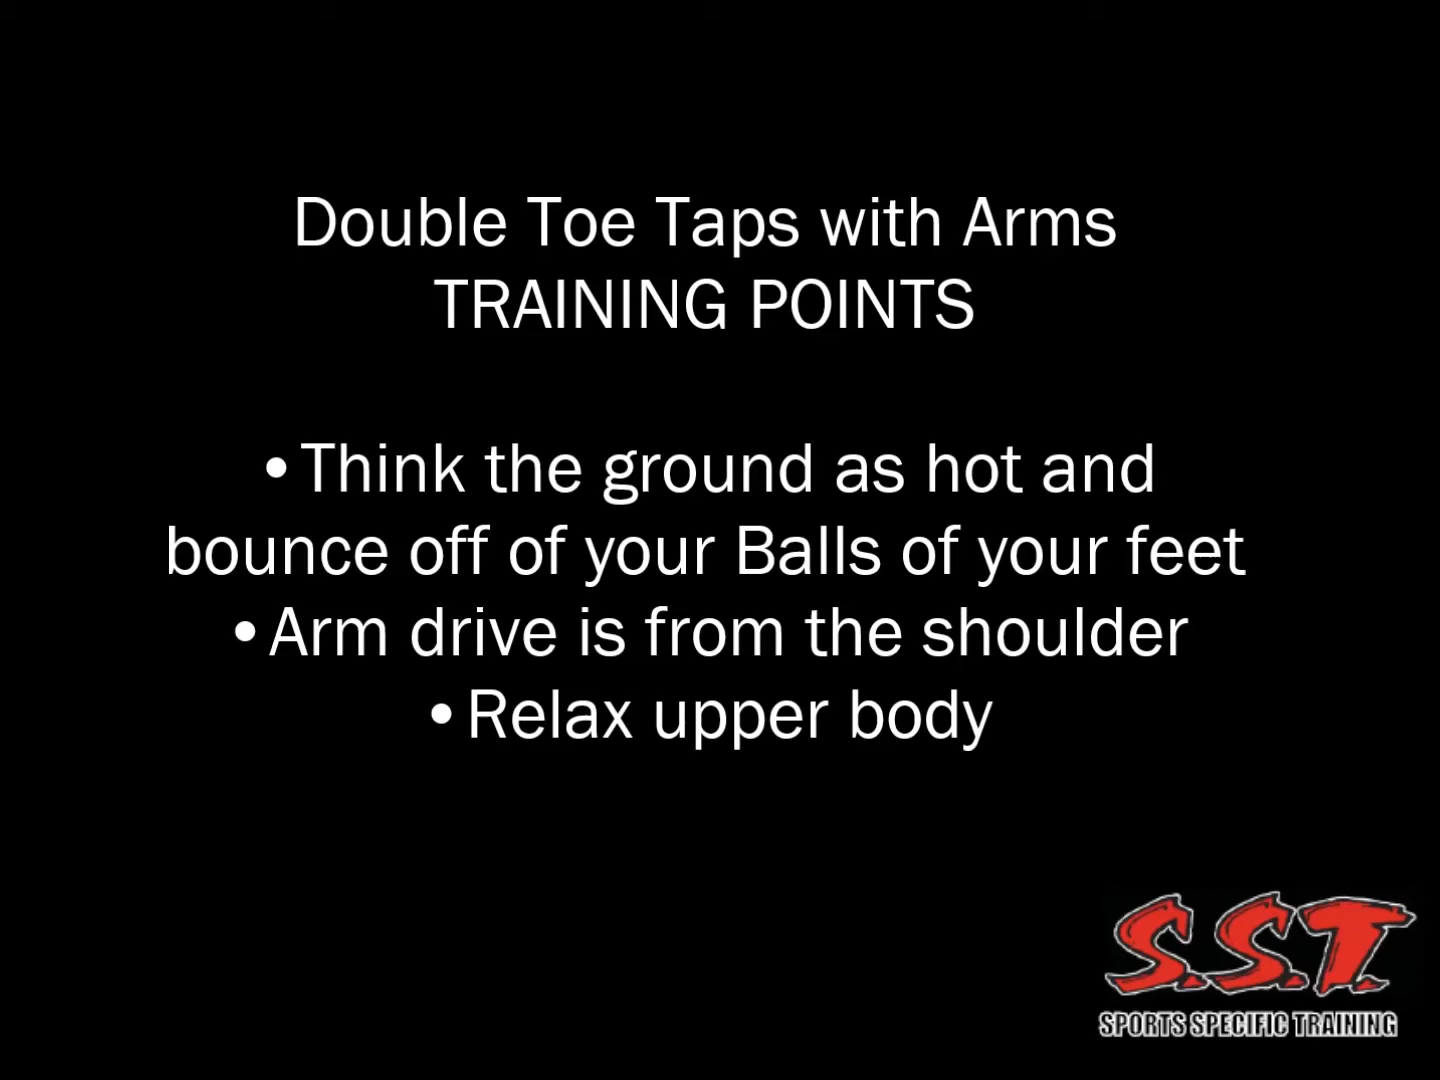 Double Toe Taps with Arms
TRAINING POINTS
•Think the ground as hot and
bounce off of your Balls of your feet
•Arm drive is from the shoulder
•Relax upper body
S.S.T.
SPORTS SPECIFIC TRAINING